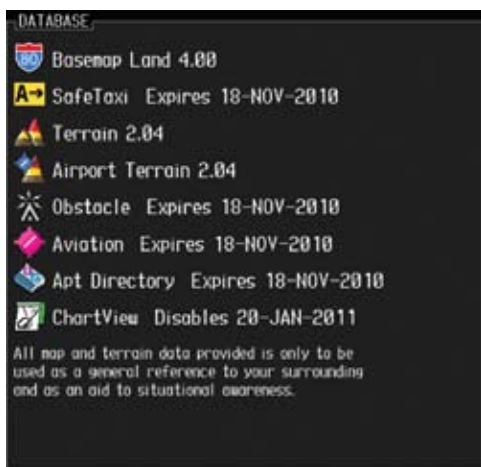 DATABASE
80 Basemap Land 4.00
A→ SafeTaxi Expires 18-NOV-2010
Terrain 2.04
Airport Terrain 2.04
Obstacle Expires 18-NOV-2010
Aviation Expires 18-NOV-2010
Apt Directory Expires 18-NOV-2010
ChartView Disables 20-JAN-2011
All map and terrain data provided is only to be
used as a general reference to your surrounding
and as an aid to situational awareness.